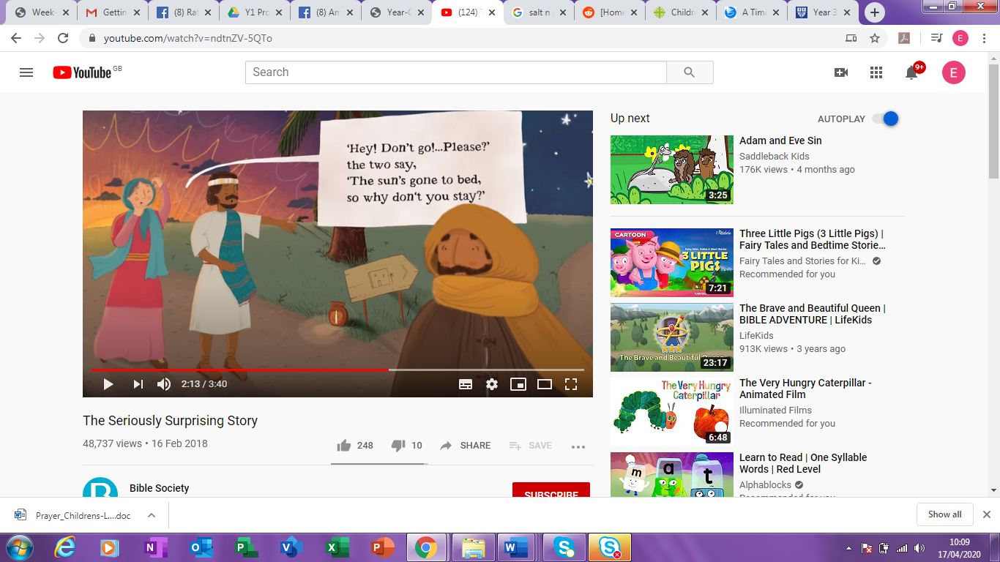 Week-
Gettin
(8) Rat
Y1 Pro
(8) Am
Year-C
(124) T
salt n
[Home
Childre
A Time
Year 3
youtube.com/watch?v=ndtnZV-5QTo
E
YouTube GB
Search
9+
E
'Hey! Don't go!...Please?'
the two say,
'The sun's gone to bed,
so why don't you stay?'
2:13 / 3:40
The Seriously Surprising Story
48,737 views • 16 Feb 2018
248
10
SHARE
SAVE
Bible Society
SUBSCRIBE
Up next
AUTOPLAY
3:25
Adam and Eve Sin
Saddleback Kids
176K views • 4 months ago
CARTOON
3 LITTLE
PIGS
7:21
Three Little Pigs (3 Little Pigs) |
Fairy Tales and Bedtime Storie...
Fairy Tales and Stories for Ki...
Recommended for you
The Brave and Beautiful Queen
23:17
The Brave and Beautiful Queen |
BIBLE ADVENTURE | LifeKids
LifeKids
913K views • 3 years ago
The Very Hungry
Caterpillar
6:48
The Very Hungry Caterpillar -
Animated Film
Illuminated Films
Recommended for you
m a t
Learn to Read | One Syllable
Words | Red Level
Alphablocks
Recommended for you
Prayer_Childrens-L....doc
Show all
10:09
17/04/2020